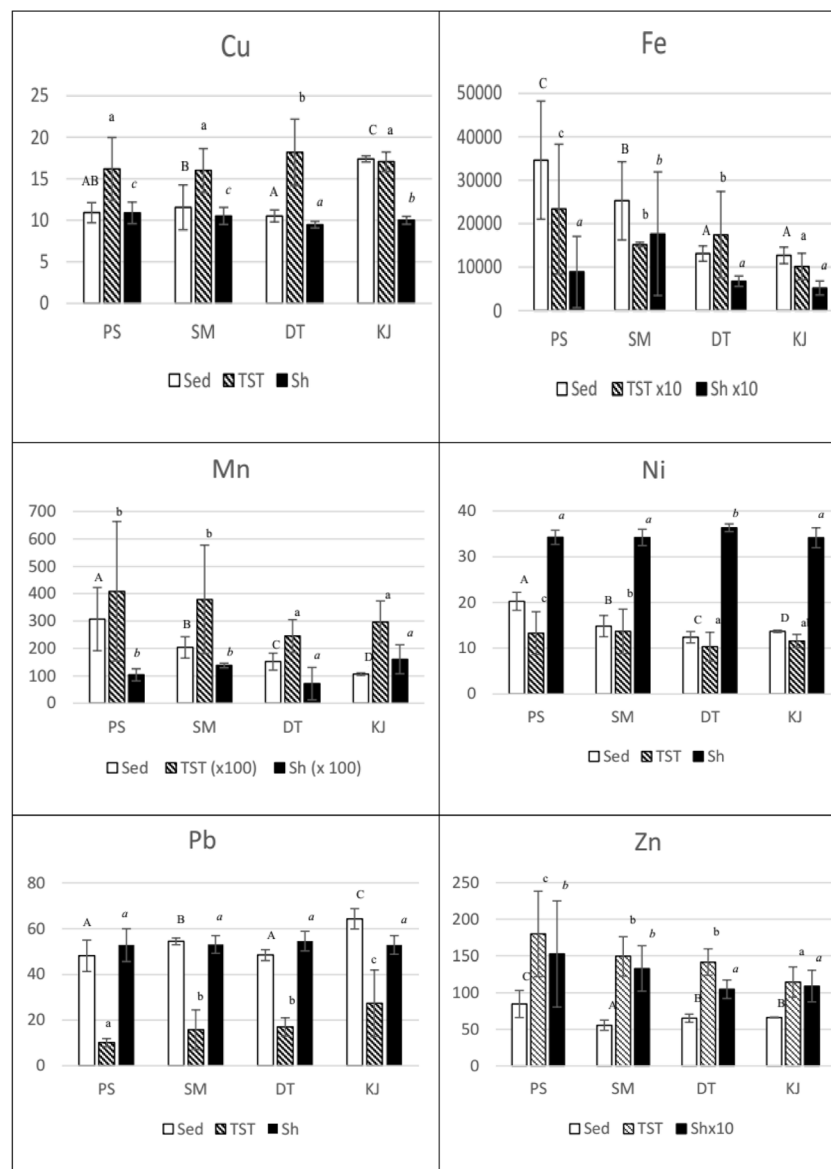 Cu
25
20
15
10
5
0
AB
a
c
B
a
c
A
b
a
C
a
b
PS SM DT KJ
Sed TST Sh
Fe
50000
40000
30000
20000
10000
0
C
c
a
B
b
b
A
b
a
A
a
a
PS SM DT KJ
Sed TST x10 Sh x10
Mn
700
600
500
400
300
200
100
0
A
b
b
B
b
b
C
a
a
D
a
a
PS SM DT KJ
Sed TST (x100) Sh (x 100)
Ni
40
30
20
10
0
A
c
a
B
b
a
C
a
b
D
a
PS SM DT KJ
Sed TST Sh
Pb
80
60
40
20
0
A
a
a
B
b
a
A
b
a
C
c
a
PS SM DT KJ
Sed TST Sh
Zn
250
200
150
100
50
0
C
c
b
A
b
b
B
b
a
B
a
a
PS SM DT KJ
Sed TST Shx10